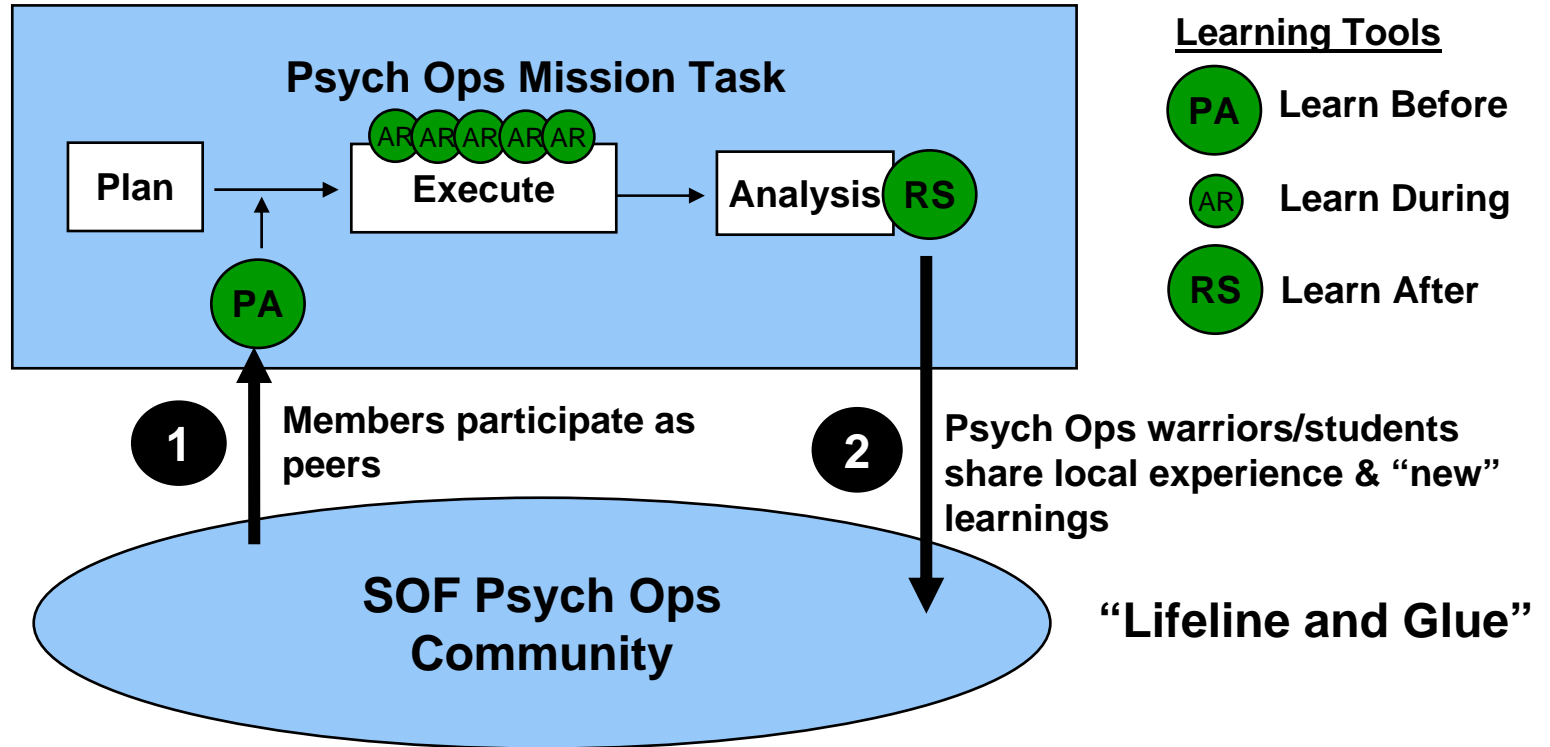 Psych Ops Mission Task
AR AR AR AR AR
Plan
Execute
Analysis
RS
PA
Learning Tools
PA Learn Before
AR Learn During
RS Learn After
1
Members participate as
peers
2
Psych Ops warriors/students
share local experience & “new”
learnings
SOF Psych Ops
Community
“Lifeline and Glue”